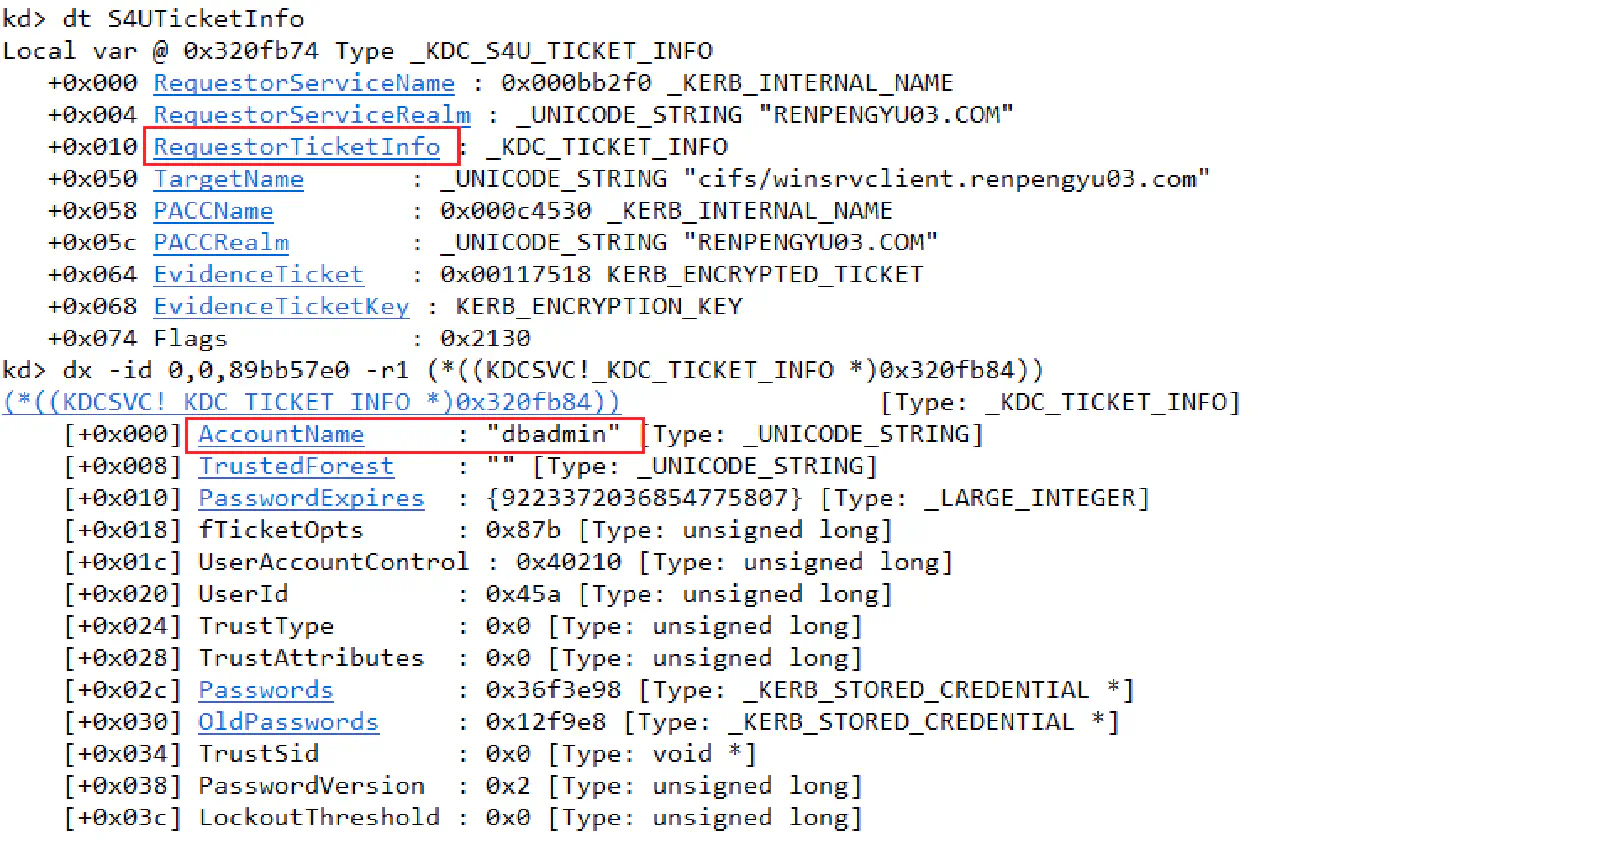 kd> dt S4UTicketInfo
Local var @ 0x320fb74 Type _KDC_S4U_TICKET_INFO
   +0x000 RequestorServiceName : 0x000bb2f0 _KERB_INTERNAL_NAME
   +0x004 RequestorServiceRealm : _UNICODE_STRING "RENPENGYU03.COM"
   +0x010 RequestorTicketInfo : _KDC_TICKET_INFO
   +0x050 TargetName       : _UNICODE_STRING "cifs/winsrvclient.renpengyu03.com"
   +0x058 PACCName         : 0x000c4530 _KERB_INTERNAL_NAME
   +0x05c PACCRealm        : _UNICODE_STRING "RENPENGYU03.COM"
   +0x064 EvidenceTicket   : 0x00117518 KERB_ENCRYPTED_TICKET
   +0x068 EvidenceTicketKey : KERB_ENCRYPTION_KEY
   +0x074 Flags            : 0x2130
kd> dx -id 0,0,89bb57e0 -r1 (*((KDCSVC!_KDC_TICKET_INFO *)0x320fb84))
(*((KDCSVC!_KDC_TICKET_INFO *)0x320fb84))                 [Type: _KDC_TICKET_INFO]
    [+0x000] AccountName      : "dbadmin" [Type: _UNICODE_STRING]
    [+0x008] TrustedForest    : "" [Type: _UNICODE_STRING]
    [+0x010] PasswordExpires  : {9223372036854775807} [Type: _LARGE_INTEGER]
    [+0x018] fTicketOpts      : 0x87b [Type: unsigned long]
    [+0x01c] UserAccountControl : 0x40210 [Type: unsigned long]
    [+0x020] UserId           : 0x45a [Type: unsigned long]
    [+0x024] TrustType        : 0x0 [Type: unsigned long]
    [+0x028] TrustAttributes  : 0x0 [Type: unsigned long]
    [+0x02c] Passwords        : 0x36f3e98 [Type: _KERB_STORED_CREDENTIAL *]
    [+0x030] OldPasswords     : 0x12f9e8 [Type: _KERB_STORED_CREDENTIAL *]
    [+0x034] TrustSid         : 0x0 [Type: void *]
    [+0x038] PasswordVersion  : 0x2 [Type: unsigned long]
    [+0x03c] LockoutThreshold : 0x0 [Type: unsigned long]